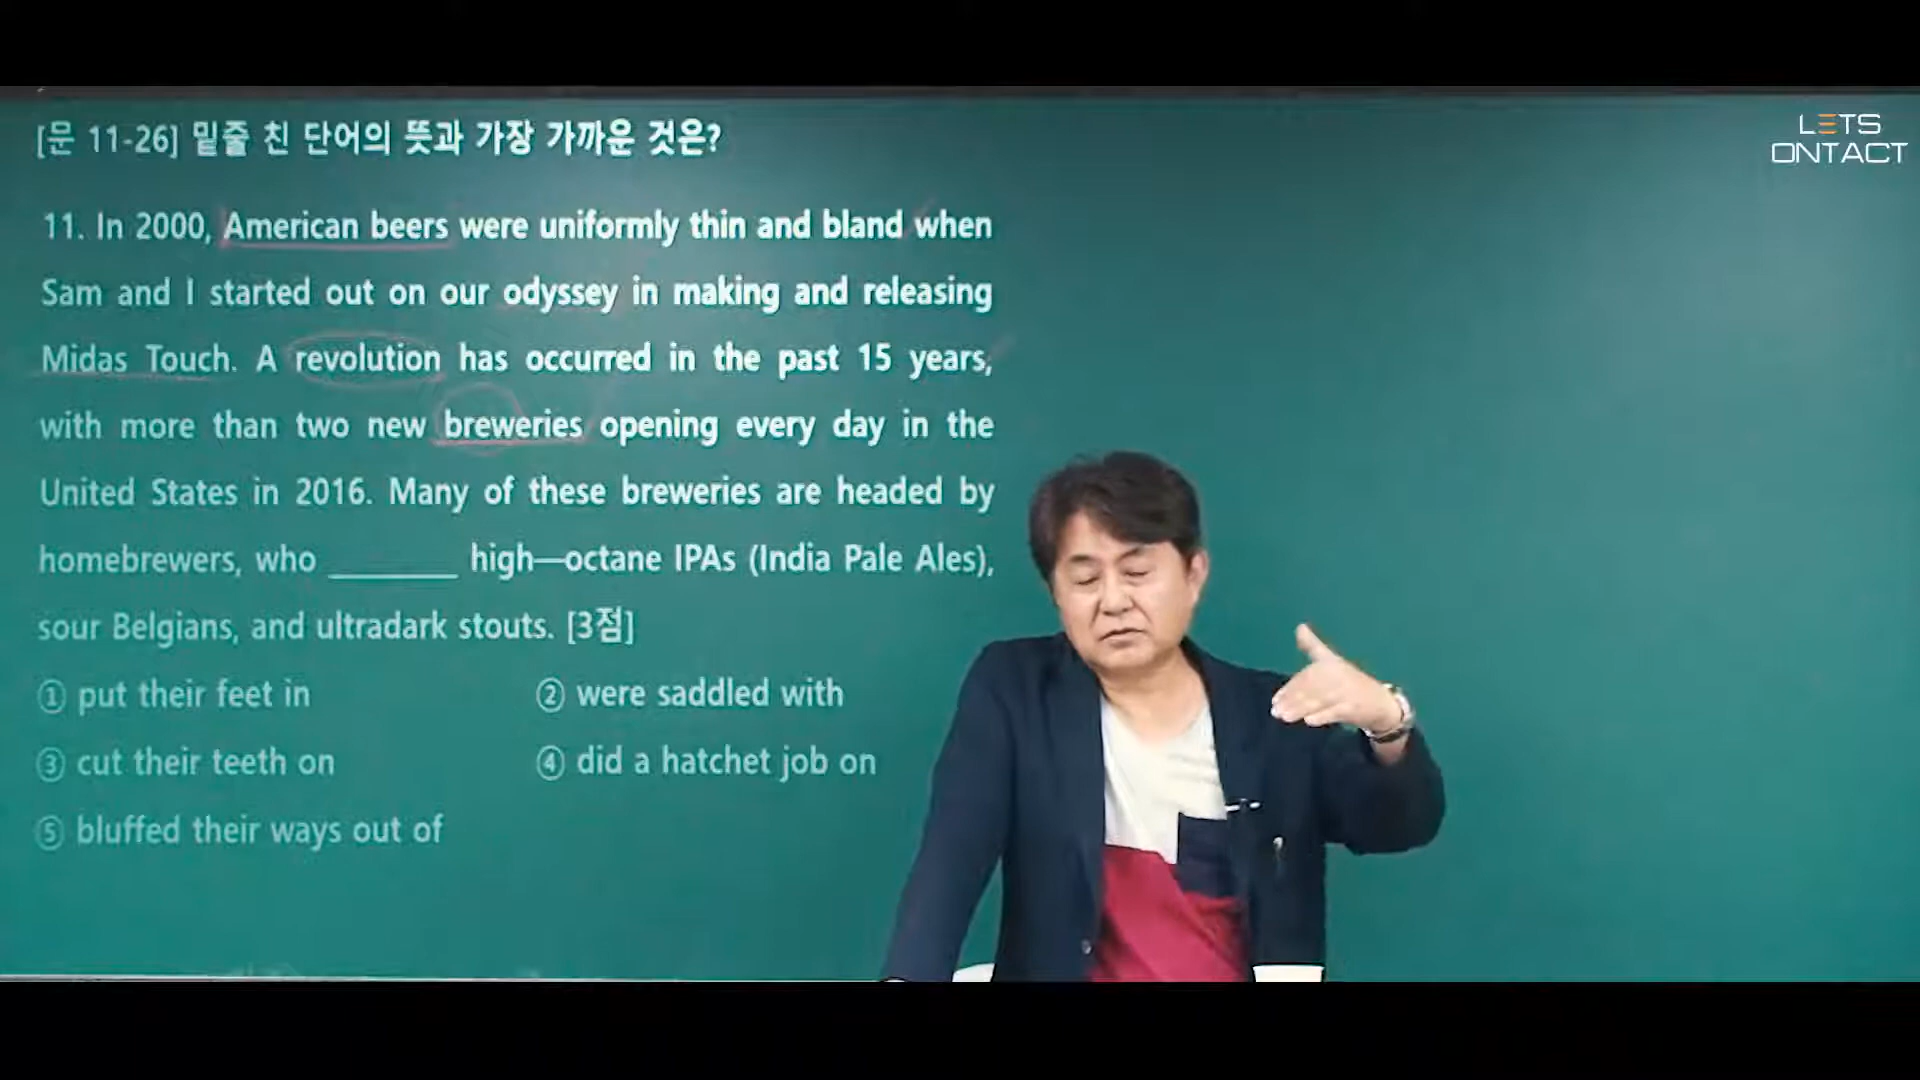 LETS
ONTACT
[문 11-26] 밑줄 친 단어의 뜻과 가장 가까운 것은?
11. In 2000, American beers were uniformly thin and bland when
Sam and I started out on our odyssey in making and releasing
Midas Touch. A revolution has occurred in the past 15 years,
with more than two new breweries opening every day in the
United States in 2016. Many of these breweries are headed by
homebrewers, who ________ high—octane IPAs (India Pale Ales),
sour Belgians, and ultradark stouts. [3점]
① put their feet in ② were saddled with
③ cut their teeth on ④ did a hatchet job on
⑤ bluffed their ways out of